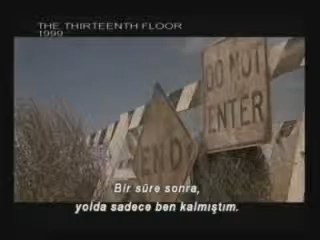 THE THIRTEENTH FLOOR
1999
DO NOT
ENTER
END
Bir süre sonra,
yolda sadece ben kalmıştım.